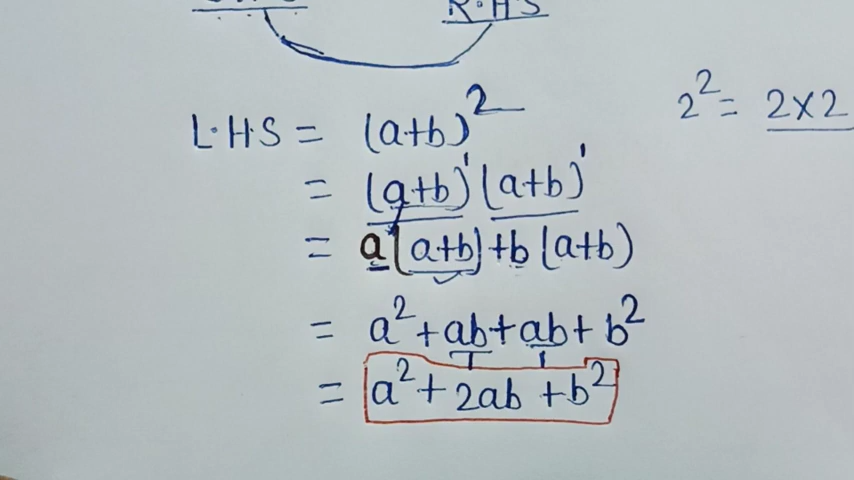 R.H.S
L.H.S = (a+b)²
2² = 2×2
= (a+b)¹ (a+b)¹
= a(a+b)+b(a+b)
= a²+ab+ab+b²
= a²+2ab+b²